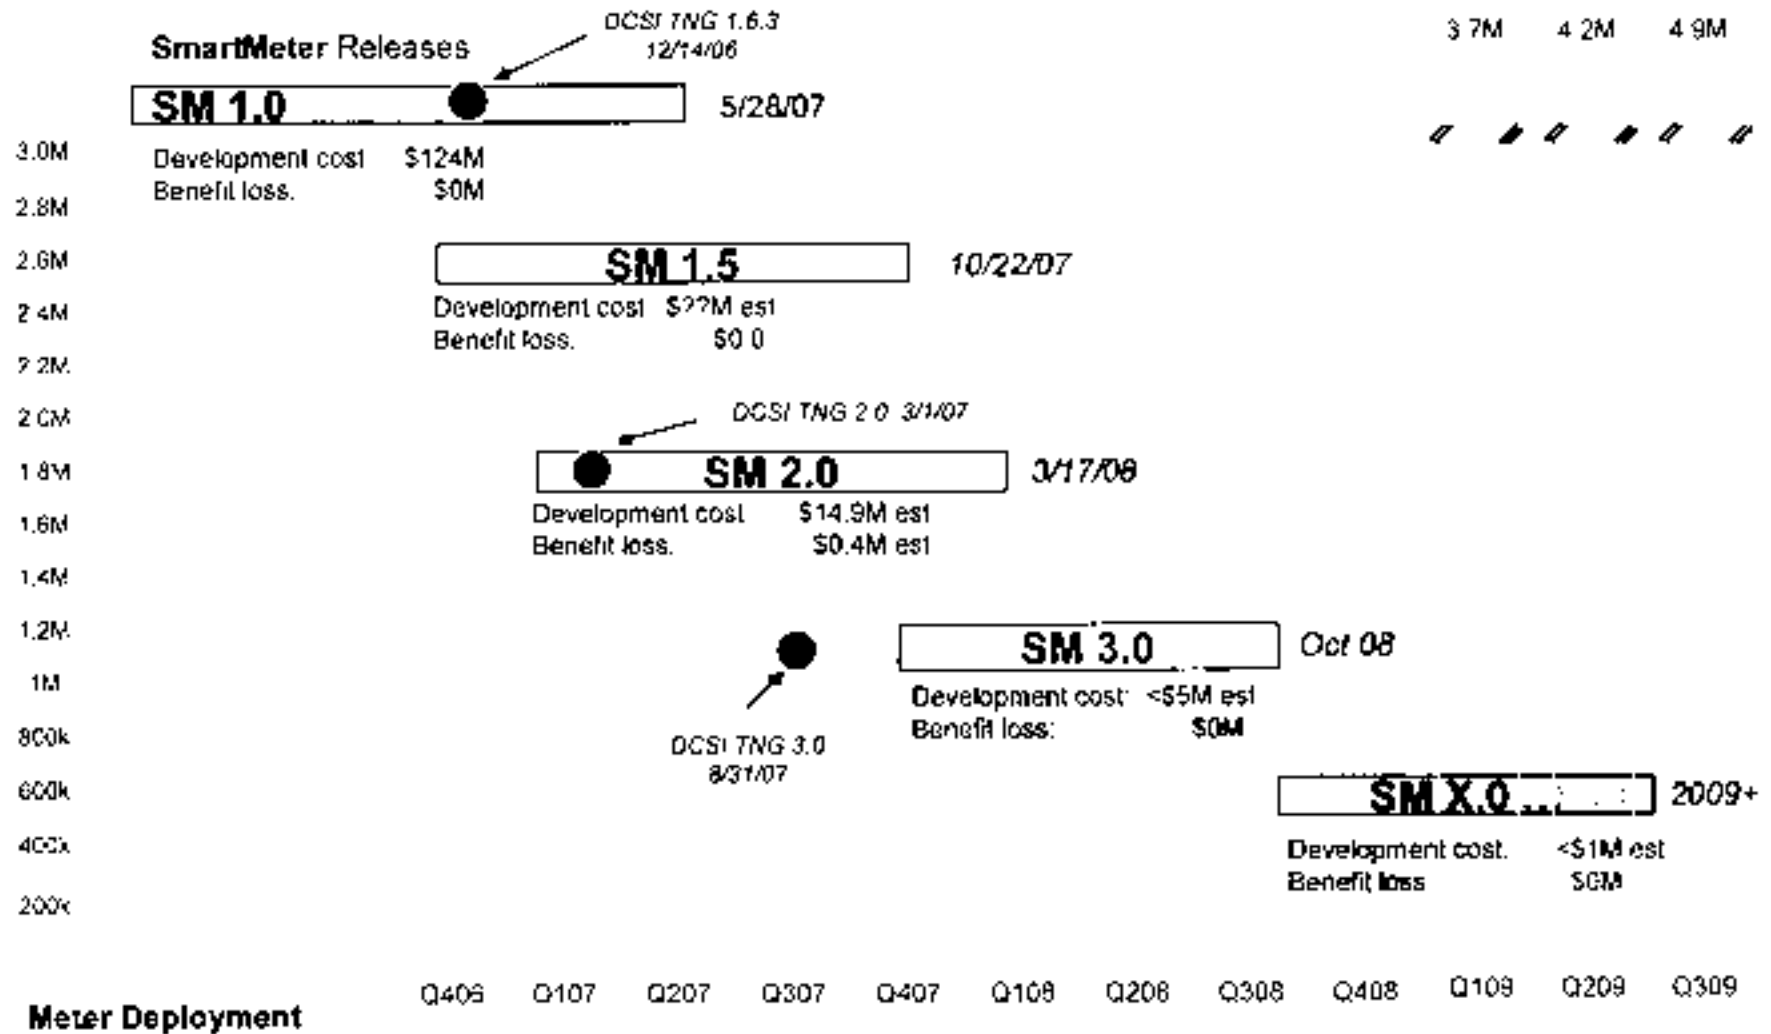 DCSI TNG 1.6.3
12/14/06
3 7M 4 2M 4 9M
SmartMeter Releases
SM 1.0
5/28/07
3.0M
Development cost $124M
Benefit loss. $0M
2.8M
2.6M
SM 1.5
10/22/07
2 4M
Development cost $??M est
Benefit loss. $0 0
2 2M
2 0M
DCSI TNG 2 0 3/1/07
1 8M
SM 2.0
3/17/08
1.6M
Development cost $14.9M est
Benefit loss. $0.4M est
1.4M
1.2M
SM 3.0
Oct 08
1M
Development cost: <$5M est
Benefit loss: $0M
800k
DCSI TNG 3.0
8/31/07
600k
SM X.0 ...
2009+
400k
Development cost. <$1M est
Benefit loss $0M
200k
Q406 Q107 Q207 Q307 Q407 Q108 Q208 Q308 Q408 Q109 Q209 Q309
Meter Deployment